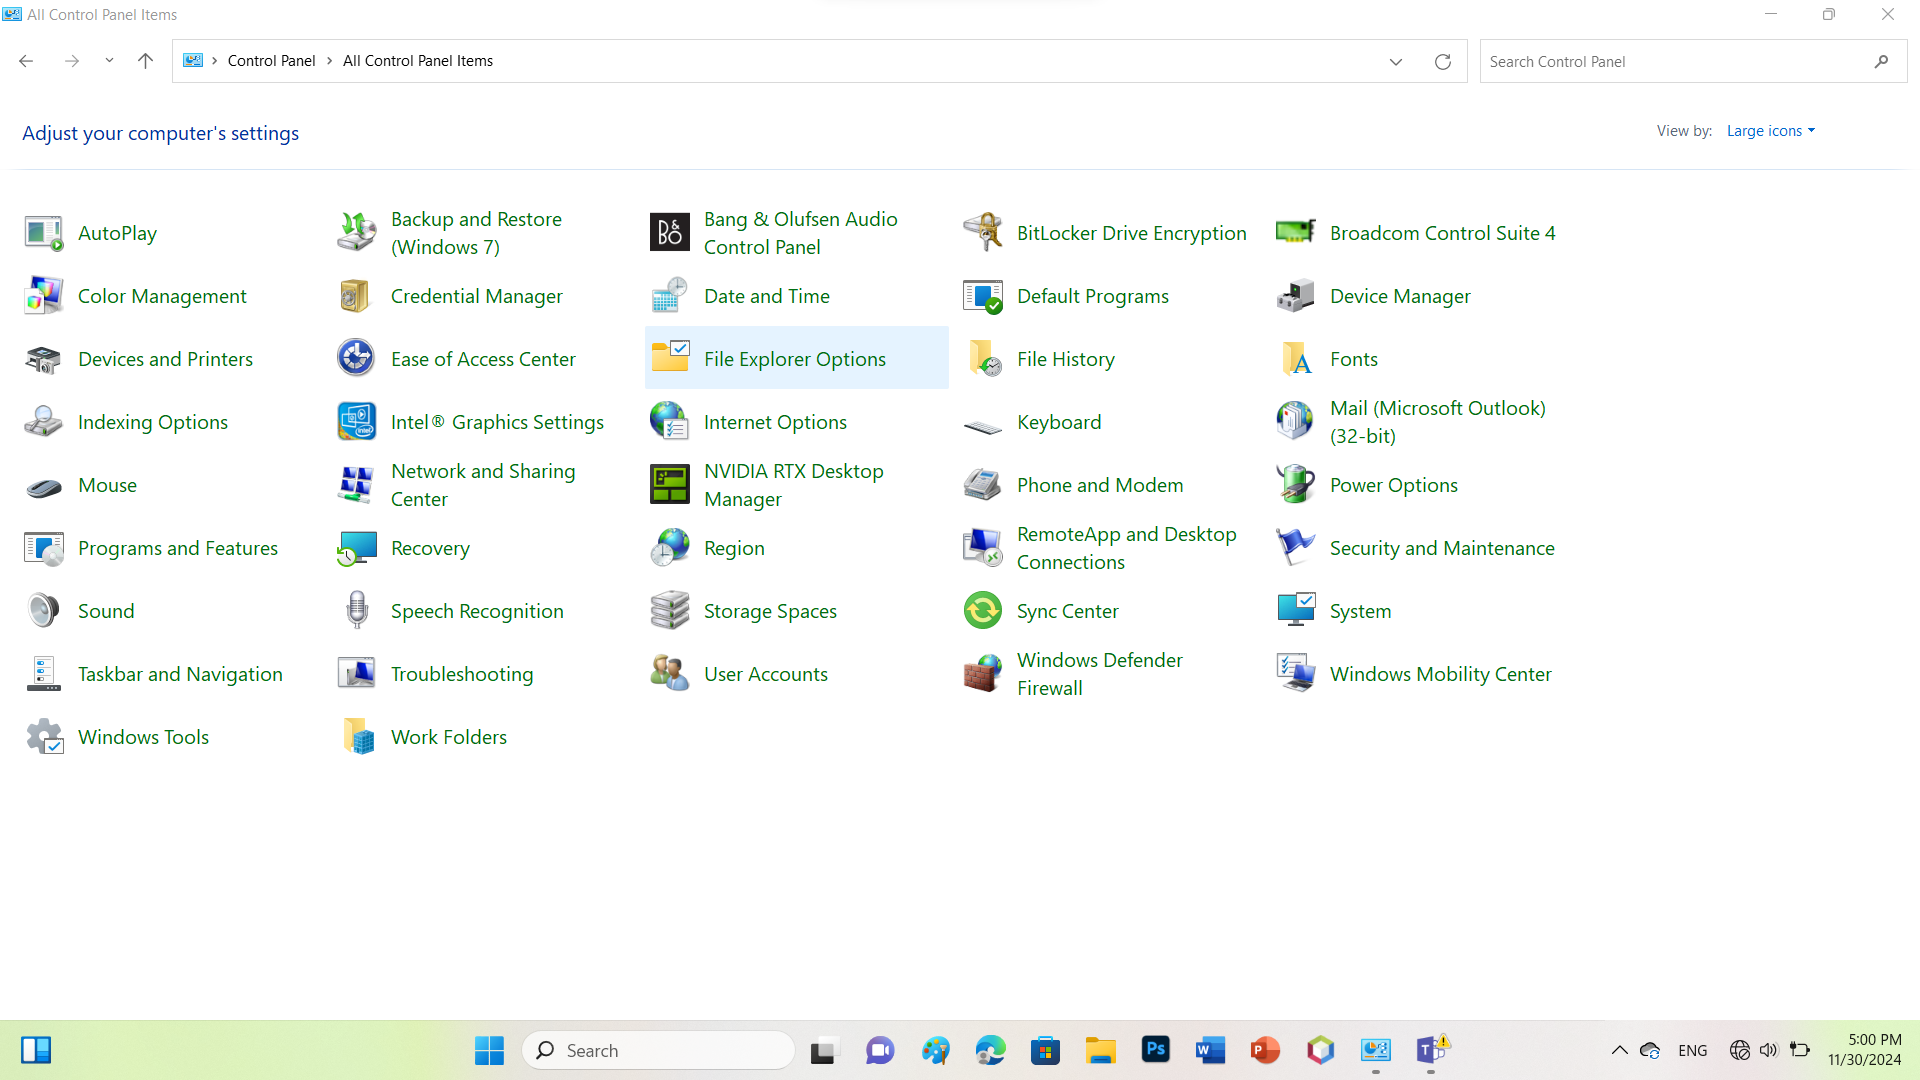 All Control Panel Items
Control Panel > All Control Panel Items
Search Control Panel
Adjust your computer's settings
View by: Large icons
AutoPlay
Backup and Restore
(Windows 7)
Bang & Olufsen Audio
Control Panel
BitLocker Drive Encryption
Broadcom Control Suite 4
Color Management
Credential Manager
Date and Time
Default Programs
Device Manager
Devices and Printers
Ease of Access Center
File Explorer Options
File History
Fonts
Indexing Options
Intel® Graphics Settings
Internet Options
Keyboard
Mail (Microsoft Outlook)
(32-bit)
Mouse
Network and Sharing
Center
NVIDIA RTX Desktop
Manager
Phone and Modem
Power Options
Programs and Features
Recovery
Region
RemoteApp and Desktop
Connections
Security and Maintenance
Sound
Speech Recognition
Storage Spaces
Sync Center
System
Taskbar and Navigation
Troubleshooting
User Accounts
Windows Defender
Firewall
Windows Mobility Center
Windows Tools
Work Folders
Search
ENG
5:00 PM
11/30/2024